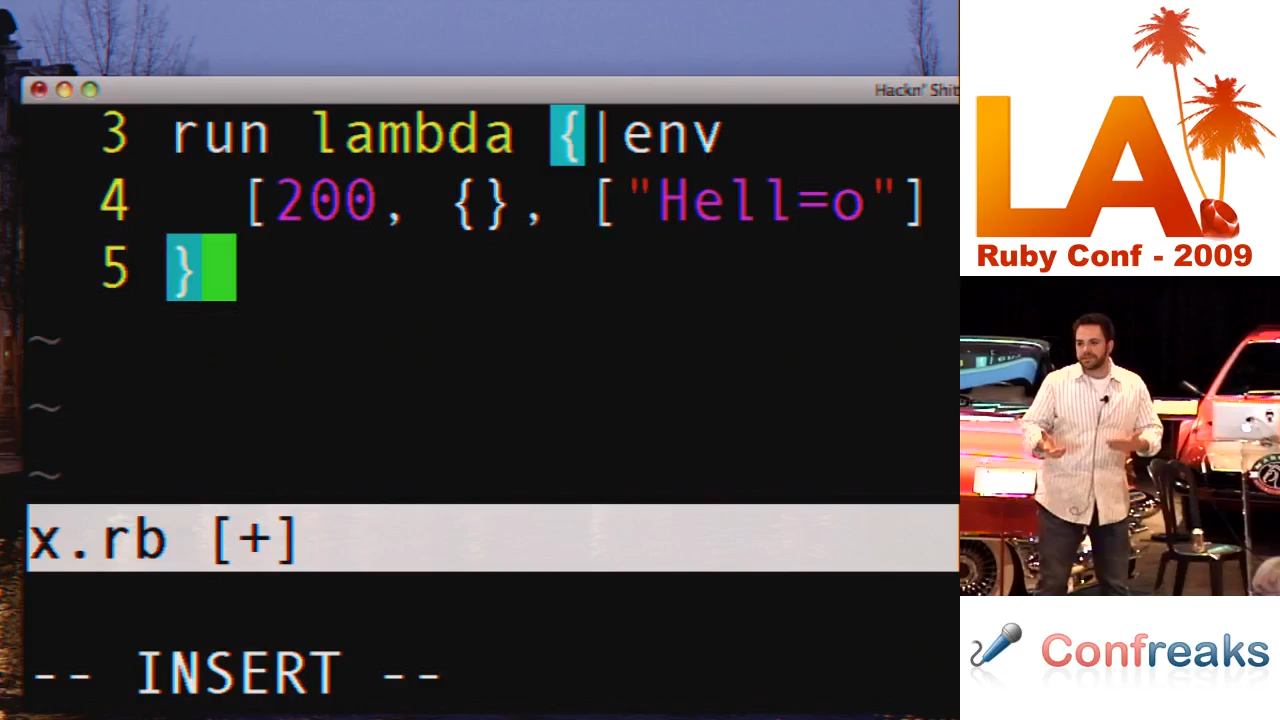 Hackn' Shit
3 run lambda {|env
4 [200, {}, ["Hell=o"]
5 }
~
~
~
x.rb [+]
-- INSERT --
LA
Ruby Conf - 2009
Confreaks